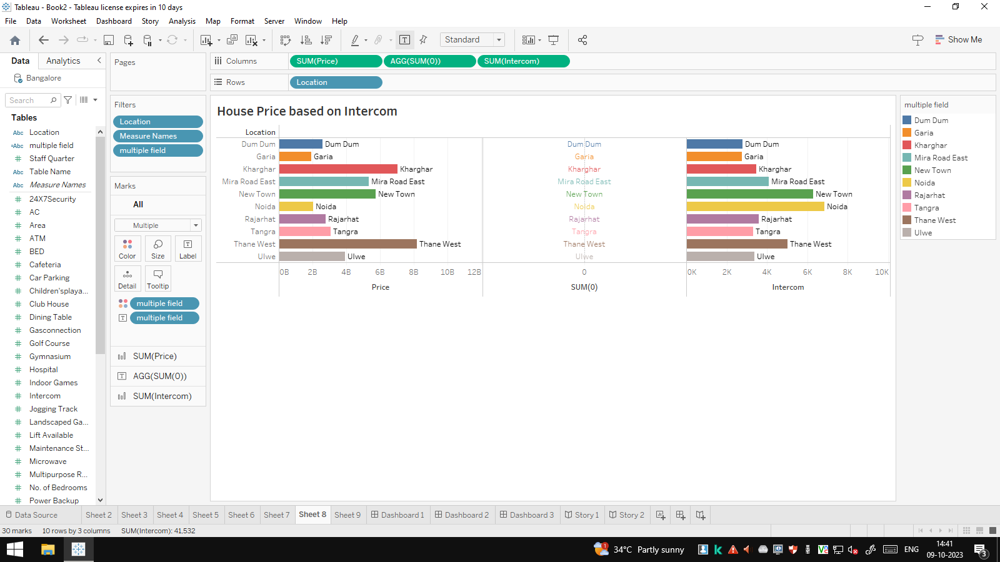 Tableau - Book2 - Tableau license expires in 10 days
File Data Worksheet Dashboard Story Analysis Map Format Server Window Help
Standard
Show Me
Data Analytics
Bangalore
Search
Tables
Abc Location
=Abc multiple field
Staff Quarter
Abc Table Name
Abc Measure Names
24X7Security
AC
Area
ATM
BED
Cafeteria
Car Parking
Children'splaya...
Club House
Dining Table
Gasconnection
Golf Course
Gymnasium
Hospital
Indoor Games
Intercom
Jogging Track
Landscaped Ga...
Lift Available
Maintenance St...
Microwave
Multipurpose R...
No. of Bedrooms
Power Backup
Pages
Filters
Location
Measure Names
multiple field
Marks
All
Multiple
Color Size Label
Detail Tooltip
multiple field
multiple field
SUM(Price)
AGG(SUM(0))
SUM(Intercom)
Columns SUM(Price) AGG(SUM(0)) SUM(Intercom)
Rows Location
House Price based on Intercom
Location
Dum Dum Dum Dum Dum Dum Dum Dum
Garia Garia Garia Garia
Kharghar Kharghar Kharghar Kharghar
Mira Road East Mira Road East Mira Road East Mira Road East
New Town New Town New Town New Town
Noida Noida Noida Noida
Rajarhat Rajarhat Rajarhat Rajarhat
Tangra Tangra Tangra Tangra
Thane West Thane West Thane West Thane West
Ulwe Ulwe Ulwe Ulwe
0B 2B 4B 6B 8B 10B 12B 0 0K 2K 4K 6K 8K 10K
Price SUM(0) Intercom
multiple field
Dum Dum
Garia
Kharghar
Mira Road East
New Town
Noida
Rajarhat
Tangra
Thane West
Ulwe
Data Source Sheet 2 Sheet 3 Sheet 4 Sheet 5 Sheet 6 Sheet 7 Sheet 8 Sheet 9 Dashboard 1 Dashboard 2 Dashboard 3 Story 1 Story 2
30 marks 10 rows by 3 columns SUM(Intercom): 41,532
1 34°C Partly sunny ENG 14:41
09-10-2023 3